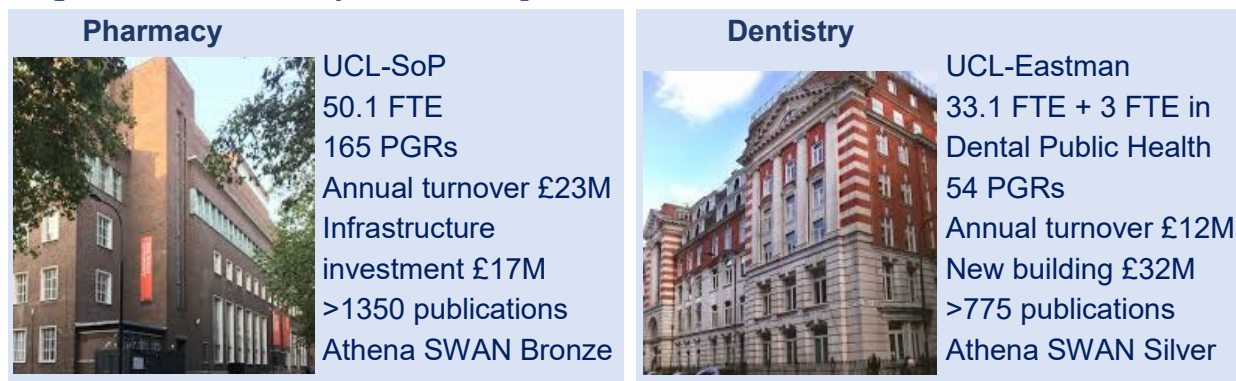 Pharmacy
UCL-SoP
50.1 FTE
165 PGRs
Annual turnover £23M
Infrastructure
investment £17M
>1350 publications
Athena SWAN Bronze
Dentistry
UCL-Eastman
33.1 FTE + 3 FTE in
Dental Public Health
54 PGRs
Annual turnover £12M
New building £32M
>775 publications
Athena SWAN Silver